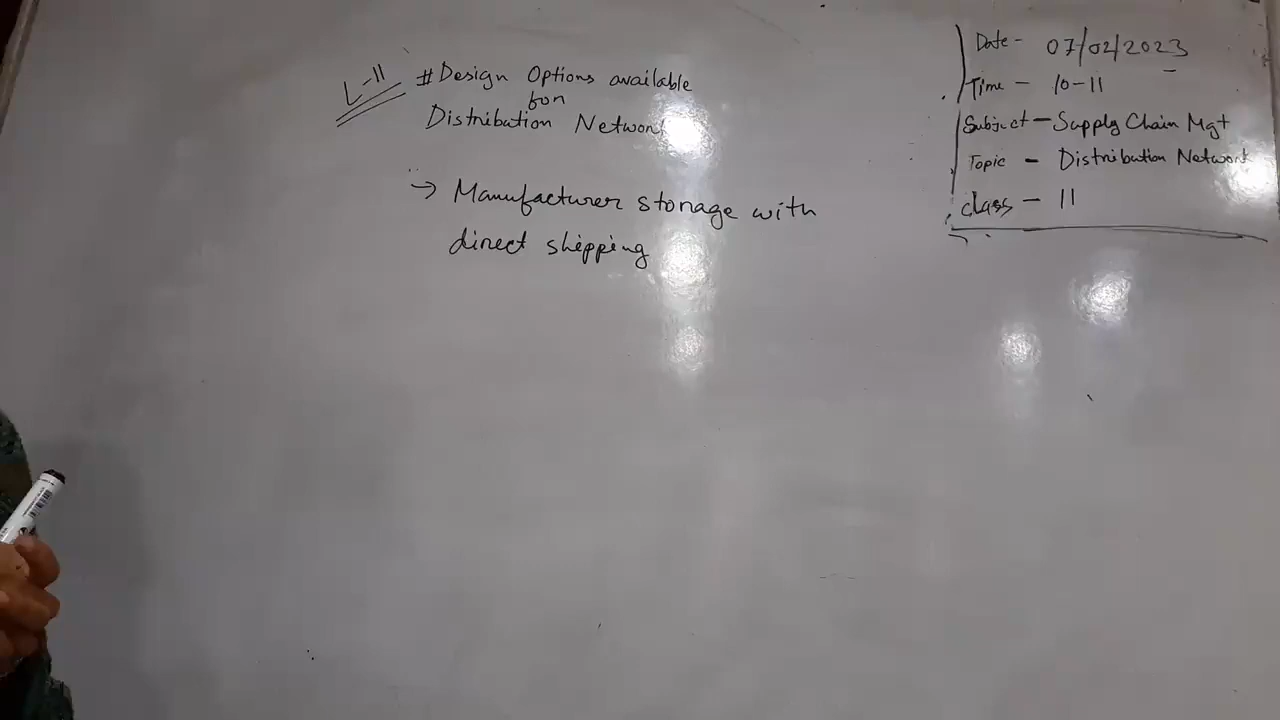 L-11 #Design Options available
for
Distribution Network
→ Manufacturer storage with
direct shipping
Date- 07/02/2023
Time - 10-11
Subject - Supply Chain Mgt
Topic - Distribution Network
class - 11